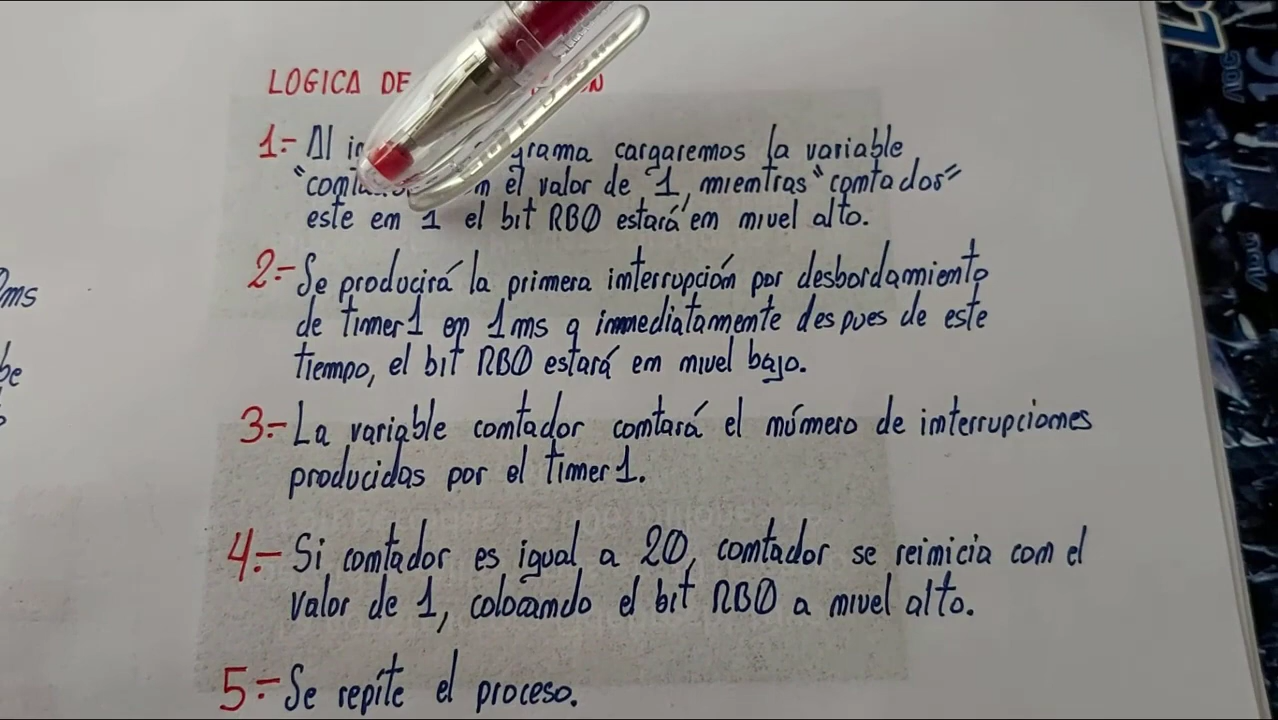 LOGICA DE
1.- Al grama cargaremos la variable
el valor de 1, mientras "contador"
este en 1 el bit RB0 estará en nivel alto.
2.- Se producirá la primera interrupción por desbordamiento
de timer1 en 1ms q inmediatamente despues de este
tiempo, el bit RB0 estará en nivel bajo.
3.- La variable contador contará el número de interrupciones
producidas por el timer1.
4.- Si contador es igual a 20, contador se reinicia con el
valor de 1, colocando el bit RB0 a nivel alto.
5.- Se repite el proceso.
0ms
be